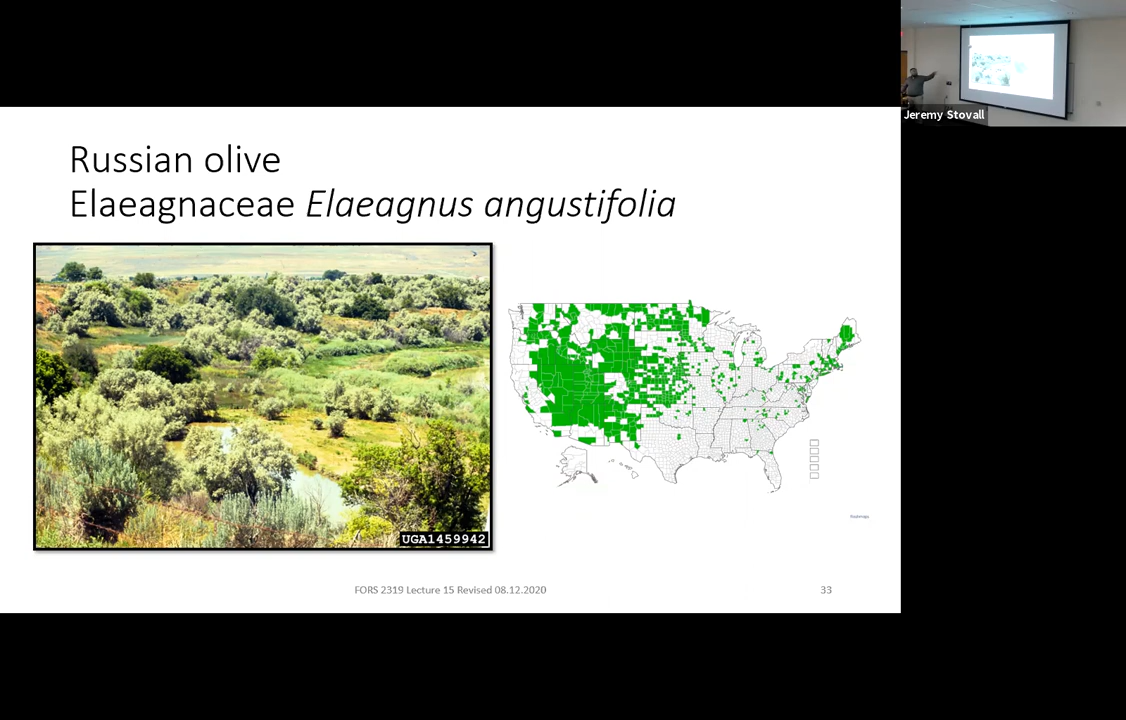 Jeremy Stovall
Russian olive
Elaeagnaceae Elaeagnus angustifolia
UGA1459942
FORS 2319 Lecture 15 Revised 08.12.2020
33